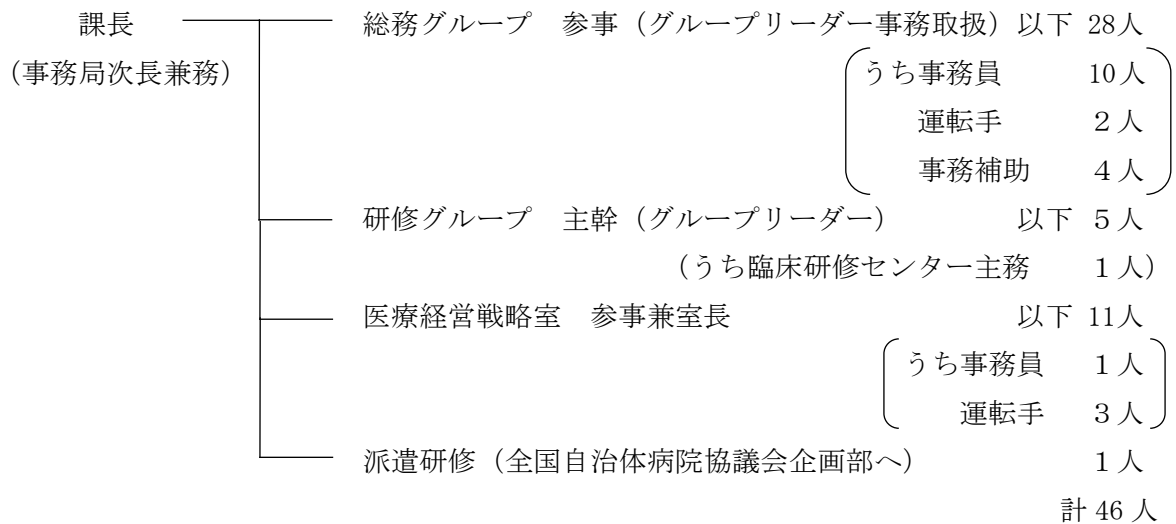 課長 総務グループ 参事（グループリーダー事務取扱）以下 28人
（事務局次長兼務） うち事務員 10人
運転手 ２人
事務補助 ４人
研修グループ 主幹（グループリーダー） 以下 ５人
（うち臨床研修センター主務 １人）
医療経営戦略室 参事兼室長 以下 11人
うち事務員 １人
運転手 ３人
派遣研修（全国自治体病院協議会企画部へ） １人
計 46 人